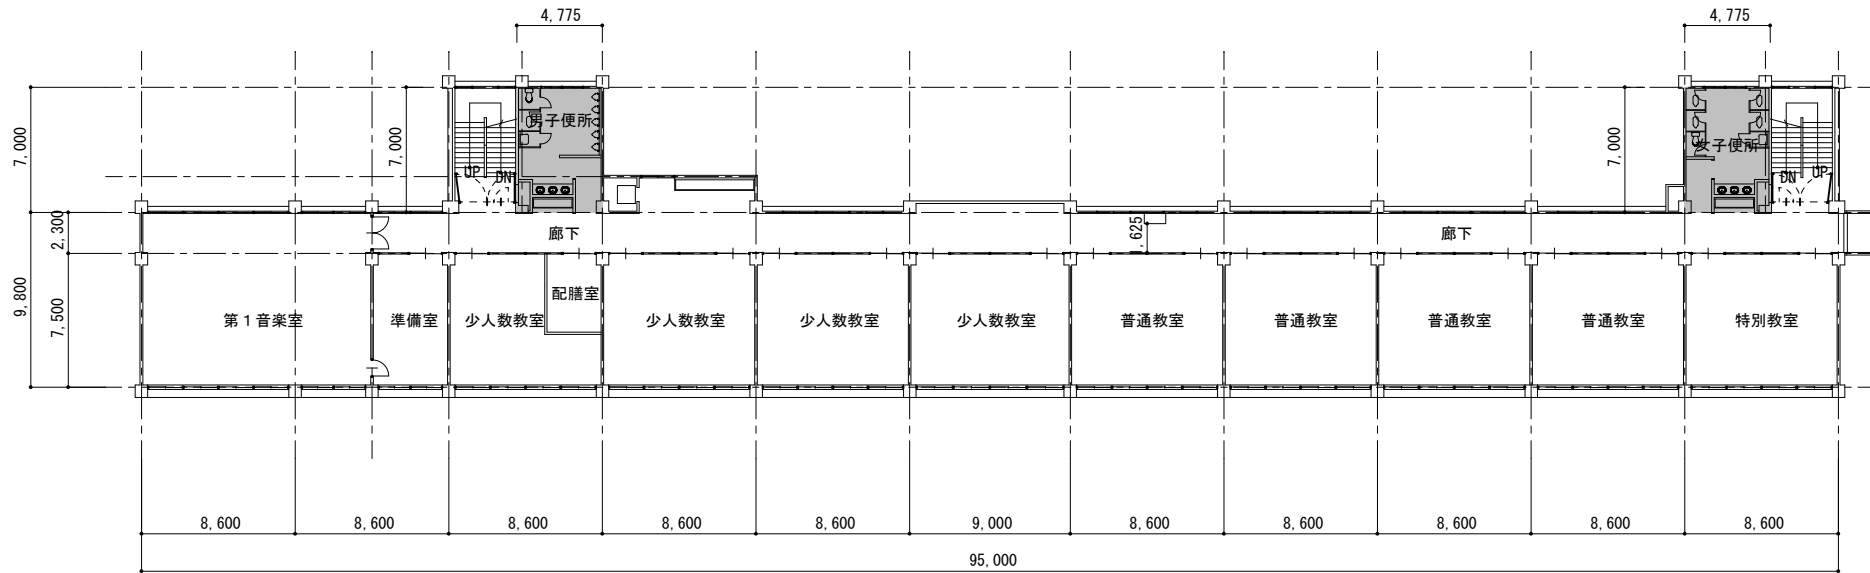 4,775
4,775
7,000
7,000
7,000
男子便所
女子便所
UP
DN
DN
UP
2,300
廊下
1,625
廊下
9,800
7,500
配膳室
第1音楽室
準備室
少人数教室
少人数教室
少人数教室
少人数教室
普通教室
普通教室
普通教室
普通教室
特別教室
8,600
8,600
8,600
8,600
8,600
9,000
8,600
8,600
8,600
8,600
8,600
95,000